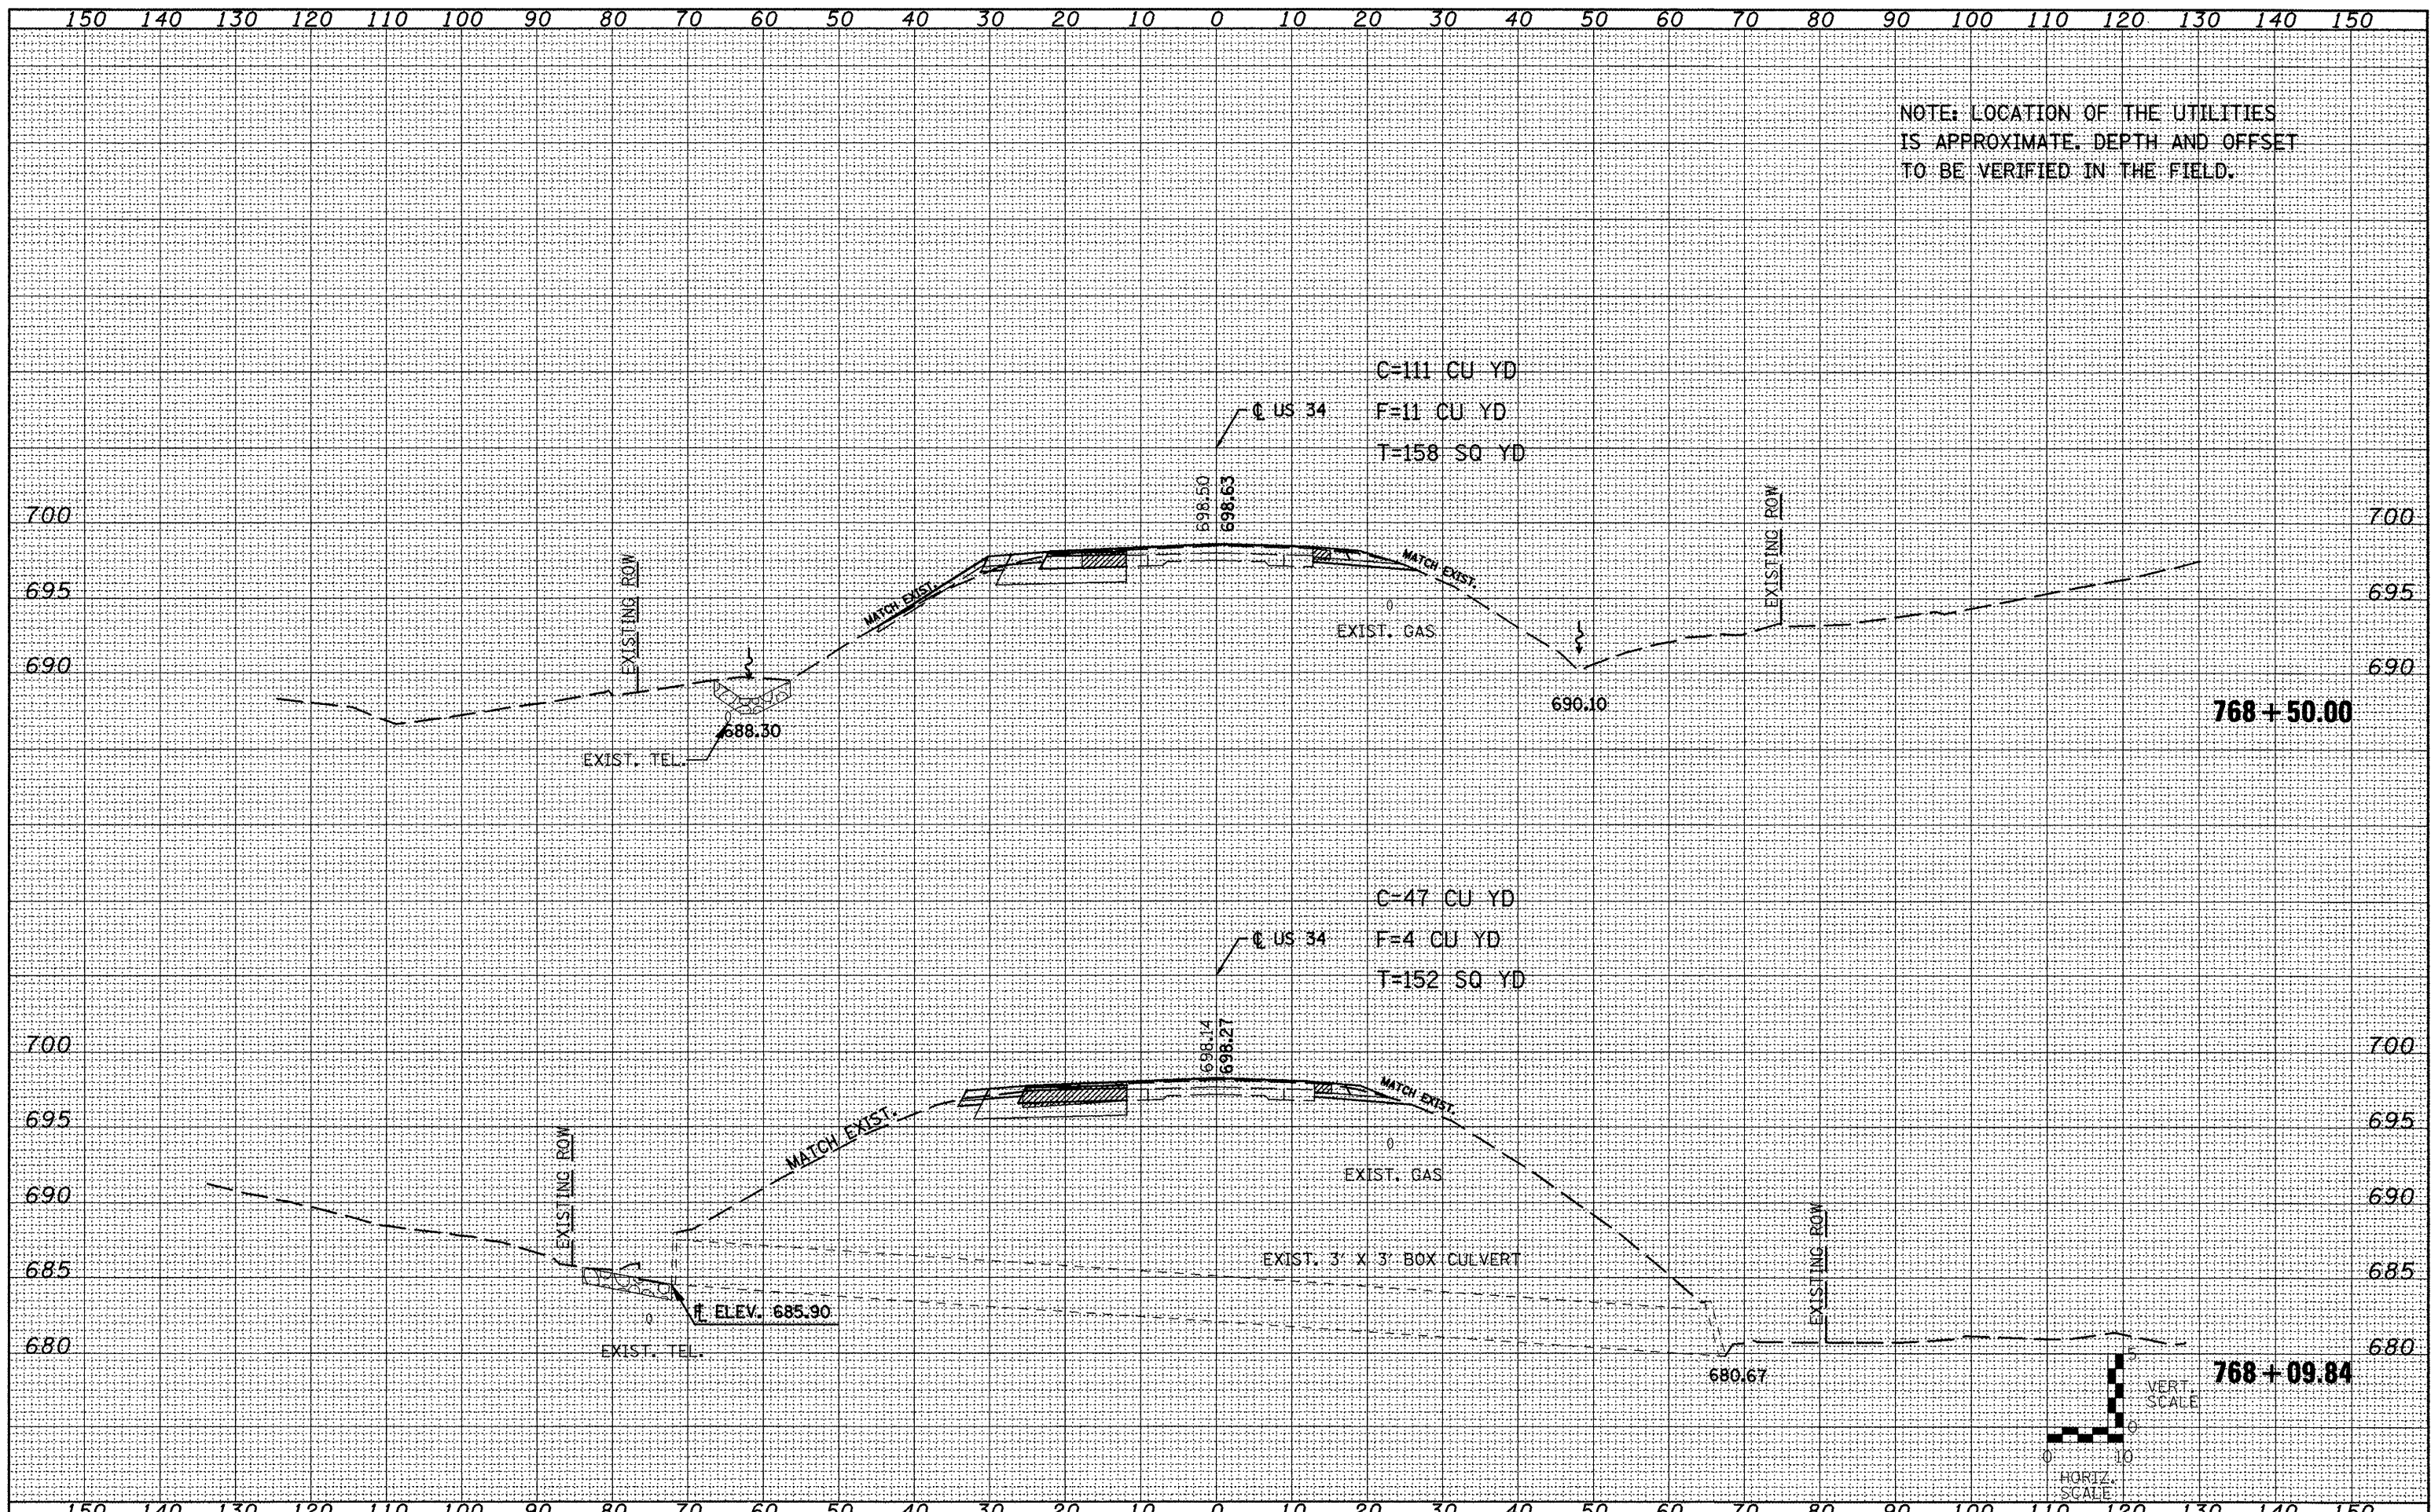 150 140 130 120 110 100 90 80 70 60 50 40 30 20 10 0 10 20 30 40 50 60 70 80 90 100 110 120 130 140 150
NOTE: LOCATION OF THE UTILITIES
IS APPROXIMATE. DEPTH AND OFFSET
TO BE VERIFIED IN THE FIELD.
C=111 CU YD
℄ US 34
F=11 CU YD
T=158 SQ YD
698.50
698.63
700
700
EXISTING ROW
EXISTING ROW
MATCH EXIST.
MATCH EXIST.
695
695
EXIST. GAS
690
690
690.10
768+50.00
688.30
EXIST. TEL.
C-47 CU YD
℄ US 34
F=4 CU YD
T=152 SQ YD
698.14
698.27
700
700
MATCH EXIST.
MATCH EXIST.
695
695
EXISTING ROW
EXIST. GAS
690
690
EXISTING ROW
EXIST. 3' X 3' BOX CULVERT
685
685
ELEV. 685.90
680
680
EXIST. TEL.
680.67
768+09.84
5
VERT.
SCALE
0
0 10
HORIZ.
SCALE
150 140 130 120 110 100 90 80 70 60 50 40 30 20 10 0 10 20 30 40 50 60 70 80 90 100 110 120 130 140 150